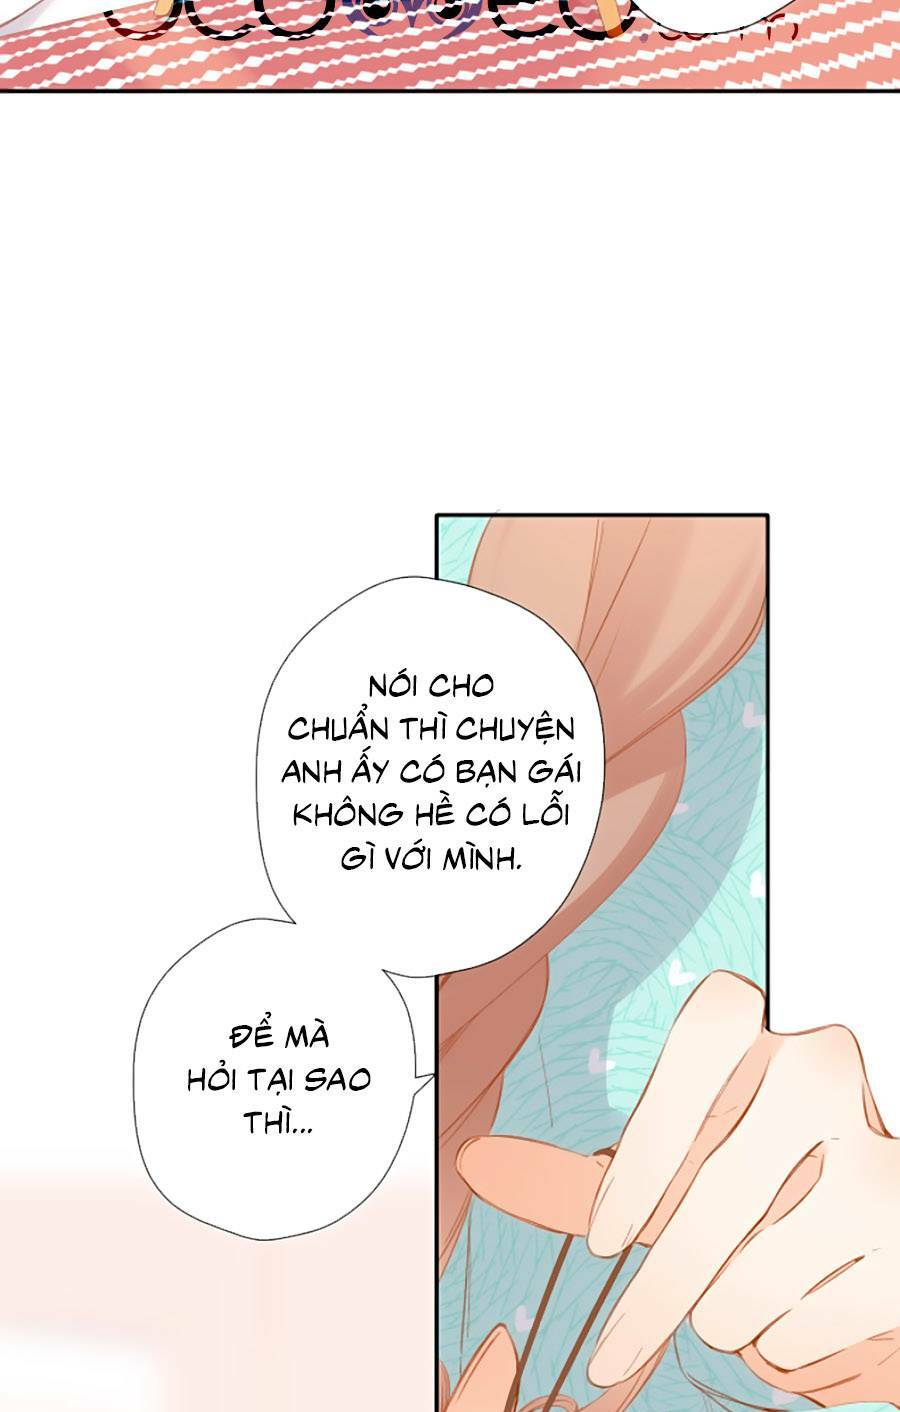 NÓI CHO
CHUẨN THÌ CHUYỆN
ANH ẤY CÓ BẠN GÁI
KHÔNG HỀ CÓ LỖI
GÌ VỚI MÌNH.
ĐỂ MÀ
HỎI TẠI SAO
THÌ...